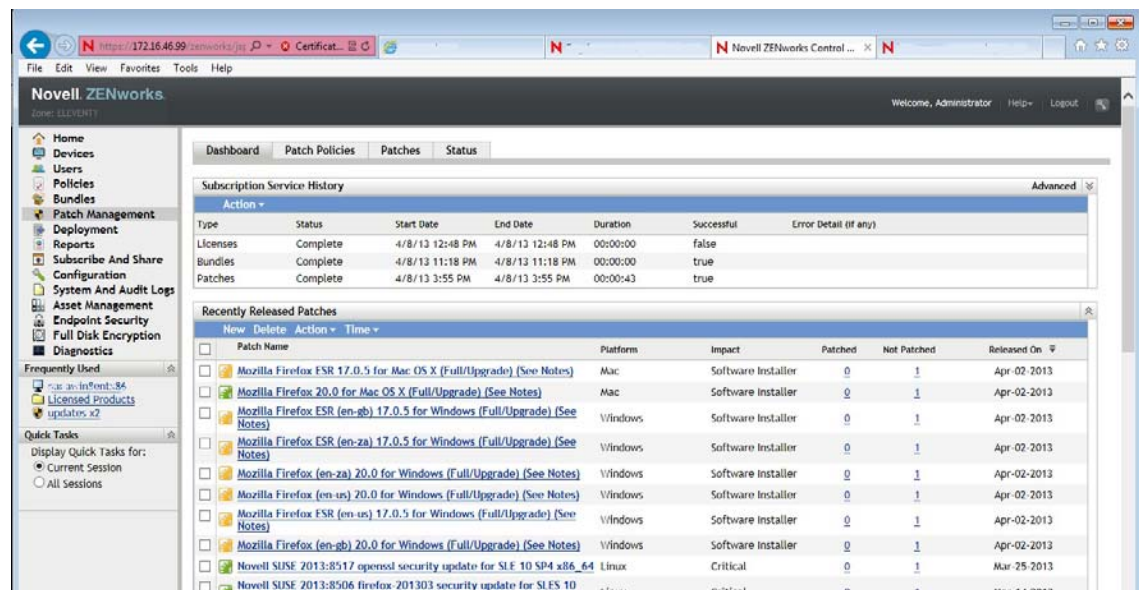 https://172.16.46.99/zenworks/jsp
Certificat...
Novell ZENworks Control ...
File Edit View Favorites Tools Help
Novell. ZENworks.
Zone: ELEVENTY
Welcome, Administrator Help Logout
Home
Devices
Users
Policies
Bundles
Patch Management
Deployment
Reports
Subscribe And Share
Configuration
System And Audit Logs
Asset Management
Endpoint Security
Full Disk Encryption
Diagnostics
Frequently Used
Licensed Products
updates x2
Quick Tasks
Display Quick Tasks for:
Current Session
All Sessions
Dashboard Patch Policies Patches Status
Subscription Service History Advanced
Action
Type Status Start Date End Date Duration Successful Error Detail (if any)
Licenses Complete 4/8/13 12:48 PM 4/8/13 12:48 PM 00:00:00 false
Bundles Complete 4/8/13 11:18 PM 4/8/13 11:18 PM 00:00:00 true
Patches Complete 4/8/13 3:55 PM 4/8/13 3:55 PM 00:00:43 true
Recently Released Patches
New Delete Action Time
Patch Name Platform Impact Patched Not Patched Released On
Mozilla Firefox ESR 17.0.5 for Mac OS X (Full/Upgrade) (See Notes) Mac Software Installer 0 1 Apr-02-2013
Mozilla Firefox 20.0 for Mac OS X (Full/Upgrade) (See Notes) Mac Software Installer 0 1 Apr-02-2013
Mozilla Firefox ESR (en-gb) 17.0.5 for Windows (Full/Upgrade) (See
Notes) Windows Software Installer 0 1 Apr-02-2013
Mozilla Firefox ESR (en-za) 17.0.5 for Windows (Full/Upgrade) (See
Notes) Windows Software Installer 0 1 Apr-02-2013
Mozilla Firefox (en-za) 20.0 for Windows (Full/Upgrade) (See Notes) Windows Software Installer 0 1 Apr-02-2013
Mozilla Firefox (en-us) 20.0 for Windows (Full/Upgrade) (See Notes) Windows Software Installer 0 1 Apr-02-2013
Mozilla Firefox ESR (en-us) 17.0.5 for Windows (Full/Upgrade) (See
Notes) Windows Software Installer 0 1 Apr-02-2013
Mozilla Firefox (en-gb) 20.0 for Windows (Full/Upgrade) (See Notes) Windows Software Installer 0 1 Apr-02-2013
Novell SUSE 2013:8517 openssl security update for SLE 10 SP4 x86_64 Linux Critical 0 1 Mar-25-2013
Novell SUSE 2013:8506 firefox-201303 security update for SLES 10